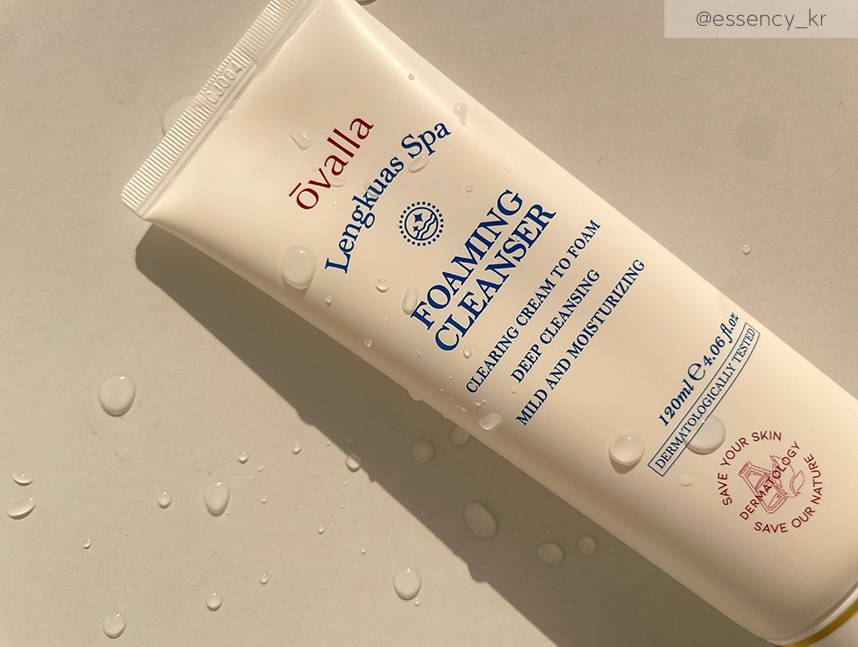 @essency_kr
ōvalla
Lengkuas Spa
FOAMING
CLEANSER
CLEARING CREAM TO FOAM
DEEP CLEANSING
MILD AND MOISTURIZING
120ml ℮ 4.06 fl.oz
DERMATOLOGICALLY TESTED
SAVE YOUR SKIN
DERMATOLOGY
SAVE OUR NATURE